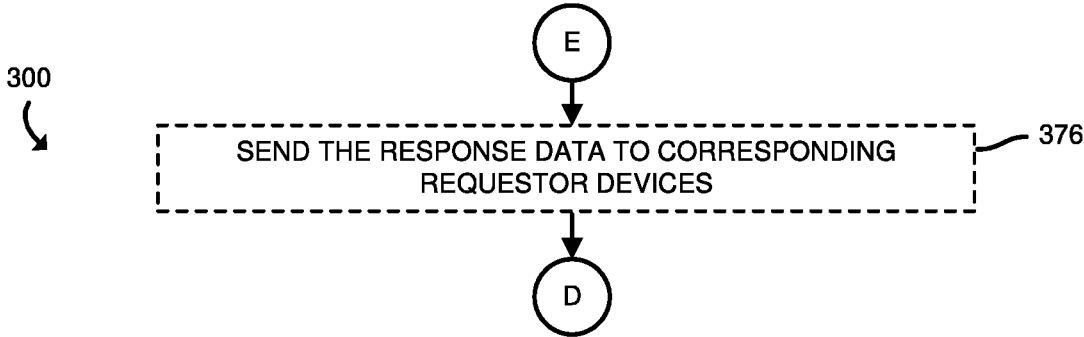 E
300
SEND THE RESPONSE DATA TO CORRESPONDING
REQUESTOR DEVICES
376
D